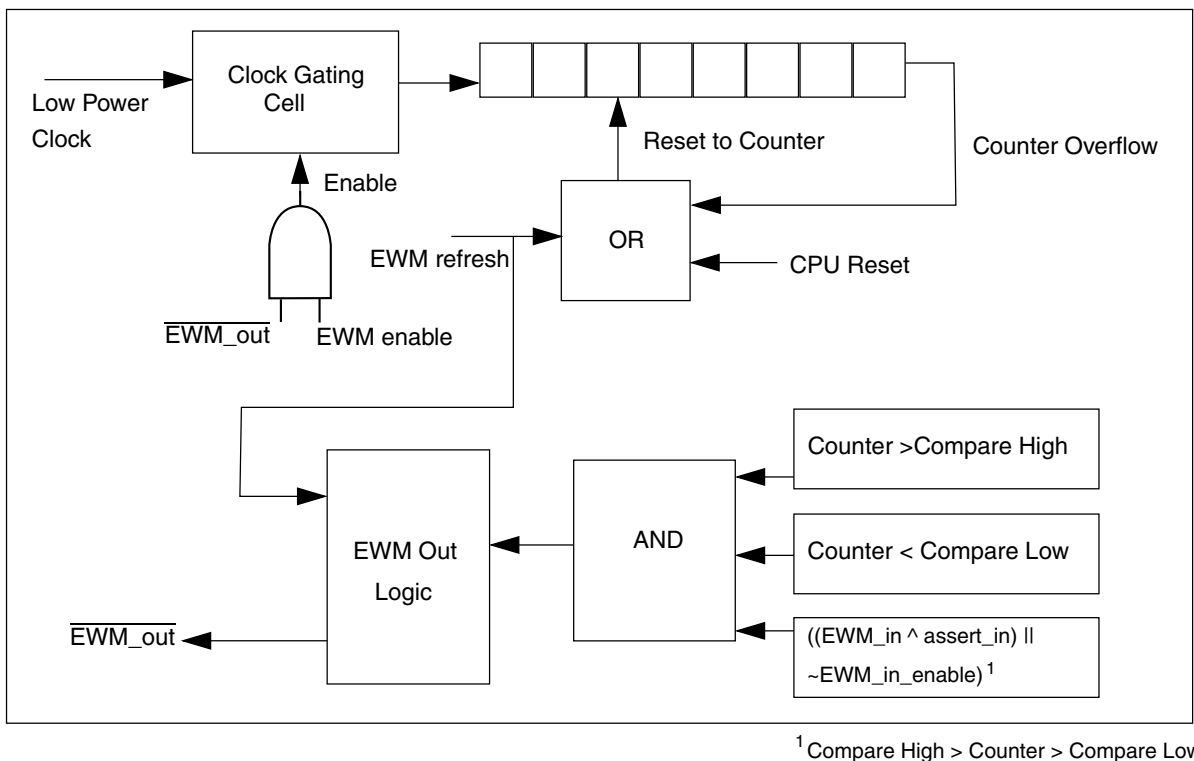 Low Power
Clock
Clock Gating
Cell
Enable
EWM_out
EWM enable
Reset to Counter
Counter Overflow
OR
EWM refresh
CPU Reset
Counter >Compare High
Counter < Compare Low
((EWM_in ^ assert_in) ||
~EWM_in_enable) 1
AND
EWM Out
Logic
EWM_out
1 Compare High > Counter > Compare Low